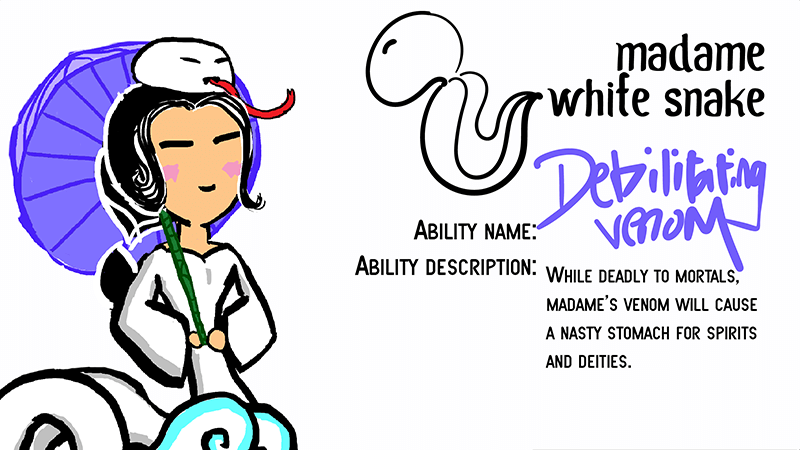 madame
white snake
Debilitating
venom
Ability name:
Ability description:
While deadly to mortals,
madame's venom will cause
a nasty stomach for spirits
and deities.